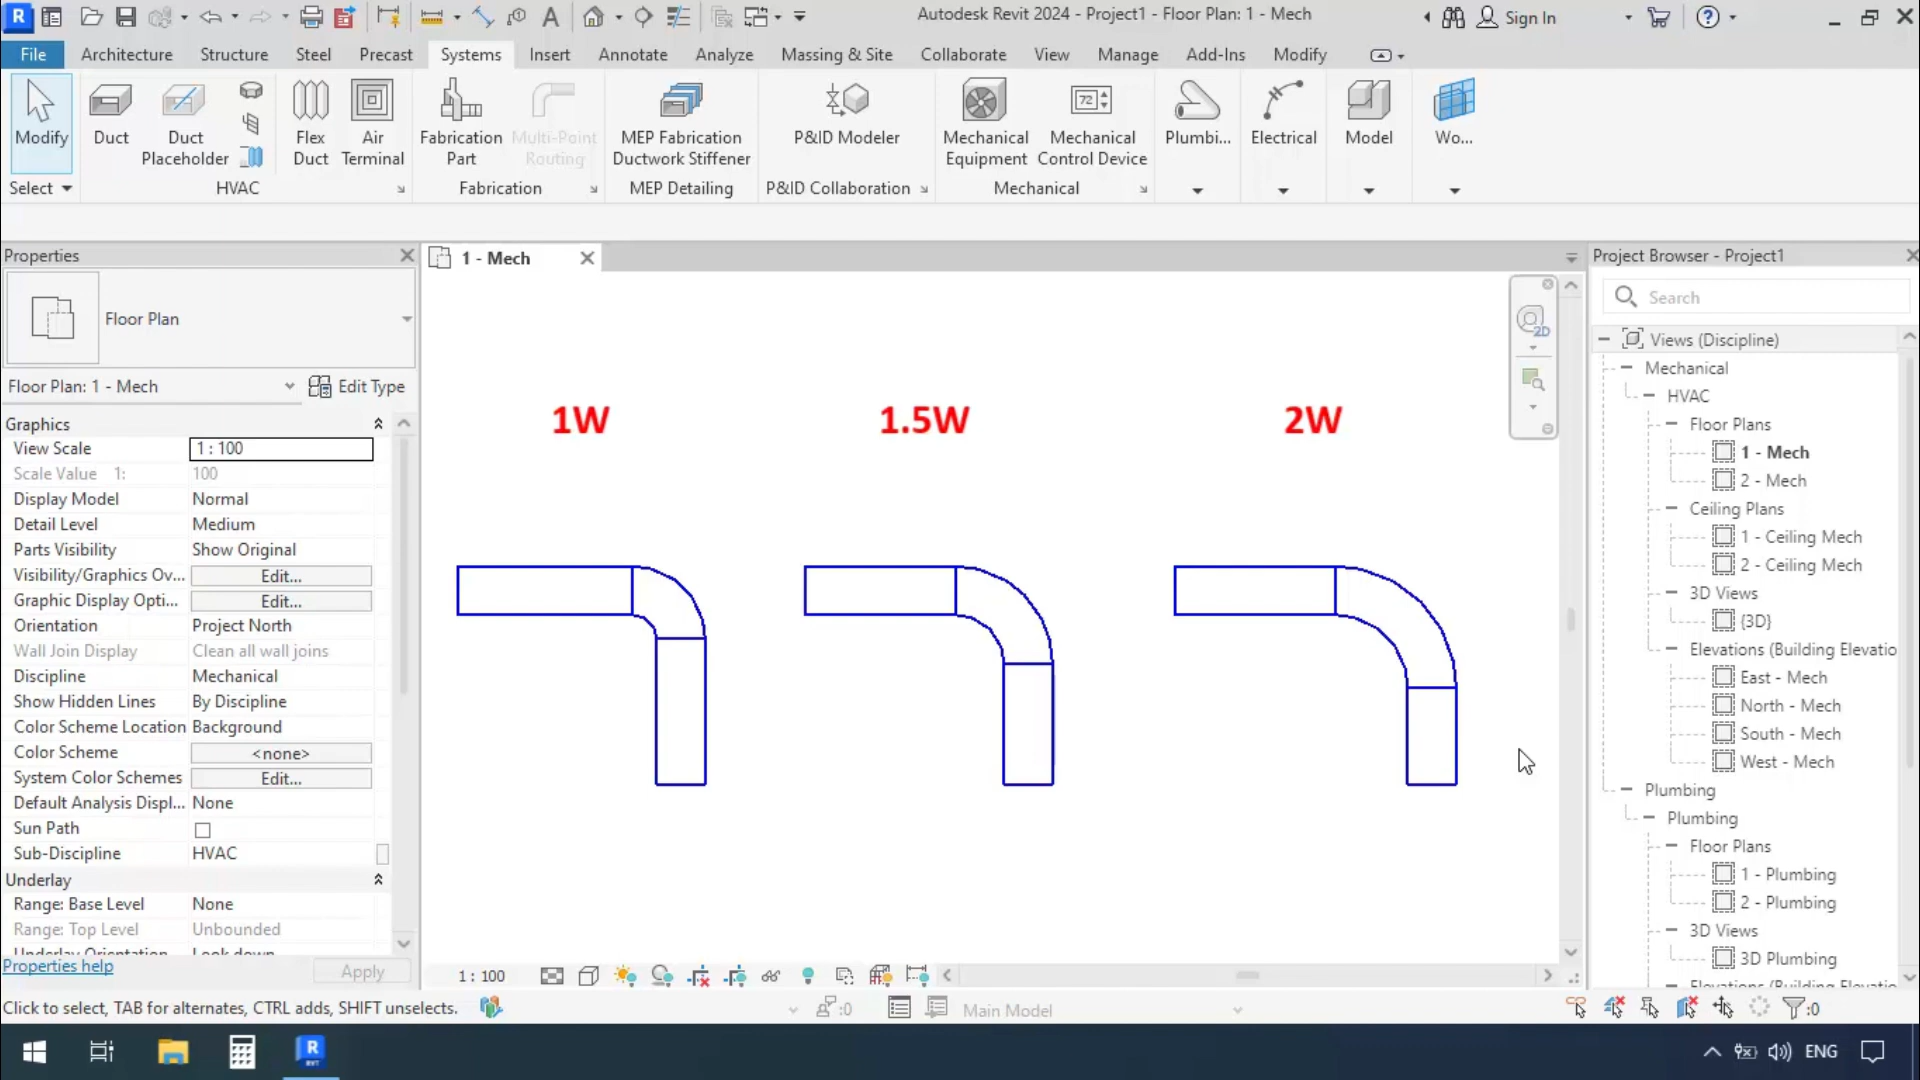 R
Autodesk Revit 2024 - Project1 - Floor Plan: 1 - Mech
Sign In
File Architecture Structure Steel Precast Systems Insert Annotate Analyze Massing & Site Collaborate View Manage Add-Ins Modify
Modify
Duct
Duct
Placeholder
Flex
Duct
Air
Terminal
Fabrication
Part
Multi-Point
Routing
MEP Fabrication
Ductwork Stiffener
P&ID Modeler
Mechanical
Equipment
72
Mechanical
Control Device
Plumbi...
Electrical
Model
Wo...
Select
HVAC
Fabrication
MEP Detailing
P&ID Collaboration
Mechanical
Properties
Floor Plan
Floor Plan: 1 - Mech
Edit Type
Graphics
View Scale 1 : 100
Scale Value 1: 100
Display Model Normal
Detail Level Medium
Parts Visibility Show Original
Visibility/Graphics Ov... Edit...
Graphic Display Opti... Edit...
Orientation Project North
Wall Join Display Clean all wall joins
Discipline Mechanical
Show Hidden Lines By Discipline
Color Scheme Location Background
Color Scheme <none>
System Color Schemes Edit...
Default Analysis Displ... None
Sun Path
Sub-Discipline HVAC
Underlay
Range: Base Level None
Range: Top Level Unbounded
Underlay Orientation Look down
Properties help
Apply
1 - Mech
2D
1W
1.5W
2W
1 : 100
Project Browser - Project1
Search
Views (Discipline)
Mechanical
HVAC
Floor Plans
1 - Mech
2 - Mech
Ceiling Plans
1 - Ceiling Mech
2 - Ceiling Mech
3D Views
{3D}
Elevations (Building Elevatio
East - Mech
North - Mech
South - Mech
West - Mech
Plumbing
Plumbing
Floor Plans
1 - Plumbing
2 - Plumbing
3D Views
3D Plumbing
Elevations (Building Elevatio
Click to select, TAB for alternates, CTRL adds, SHIFT unselects.
:0
Main Model
:0
R
RVT
ENG